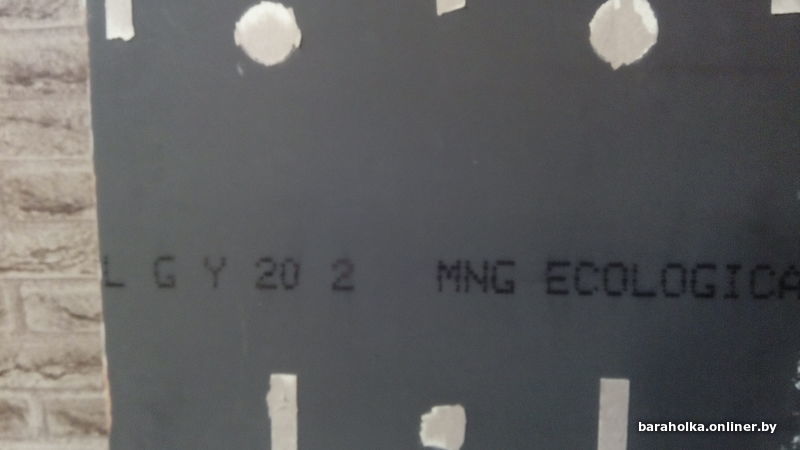 L G Y 20 2 MNG ECOLOGICA
baraholka.onliner.by